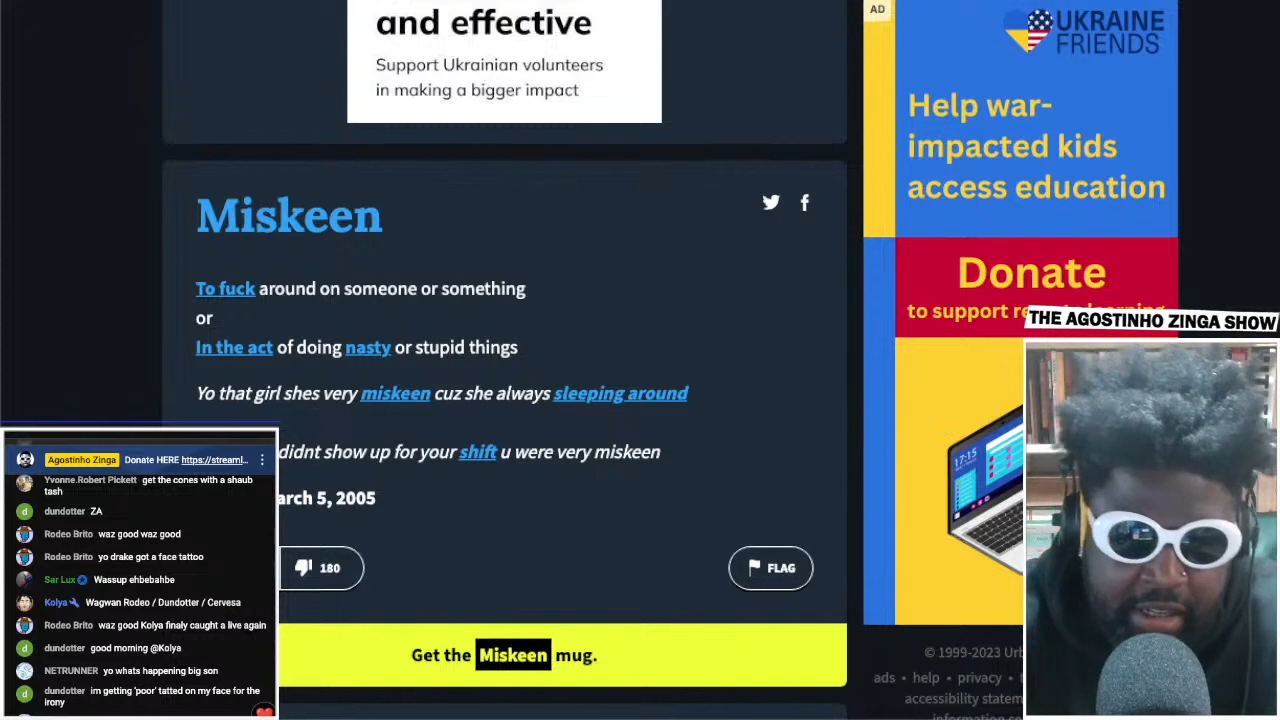 and effective
Support Ukrainian volunteers
in making a bigger impact
AD
UKRAINE
FRIENDS
Help war-
impacted kids
access education
Donate
to support
THE AGOSTINHO ZINGA SHOW
17:15
Miskeen
To fuck around on someone or something
or
In the act of doing nasty or stupid things
Yo that girl shes very miskeen cuz she always sleeping around
didnt show up for your shift u were very miskeen
arch 5, 2005
180
FLAG
Get the Miskeen mug.
Agostinho Zinga Donate HERE https://streaml...
Yvonne.Robert Pickett get the cones with a shaub
tash
dundotter ZA
Rodeo Brito waz good waz good
Rodeo Brito yo drake got a face tattoo
Sar Lux Wassup ehbebahbe
Kolya Wagwan Rodeo / Dundotter / Cervesa
Rodeo Brito waz good Kolya finaly caught a live again
dundotter good morning @Kolya
NETRUNNER yo whats happening big son
dundotter im getting 'poor' tatted on my face for the
irony
© 1999-2023 Ur
ads • help • privacy •
accessibility statem